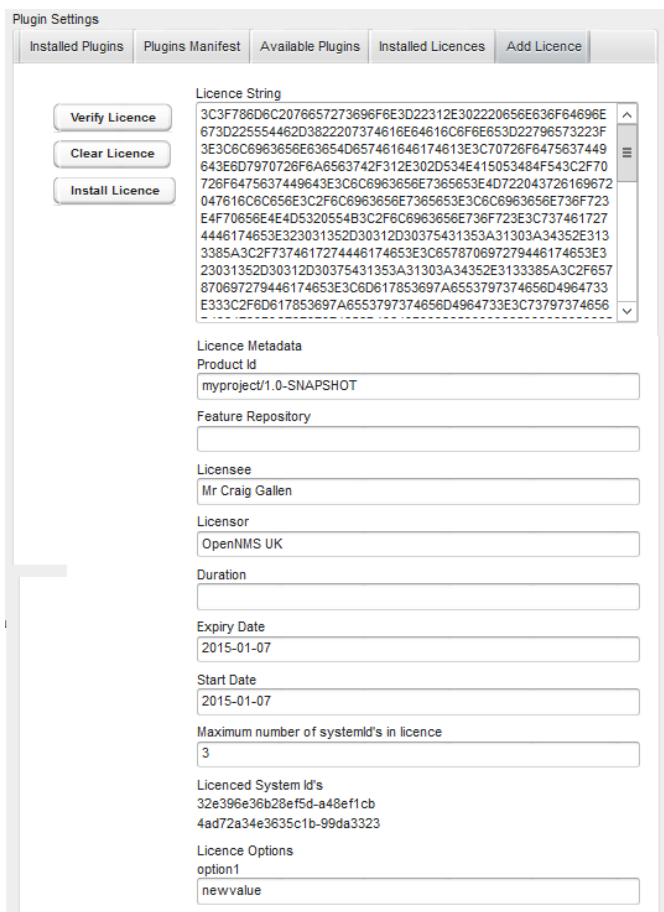 Plugin Settings
Installed Plugins Plugins Manifest Available Plugins Installed Licences Add Licence
Verify Licence
Clear Licence
Install Licence
Licence String
3C3F786D6C2076657273696F6E3D22312E302220656E636F64696E
673D225554462D3822207374616E64616C6F6E653D22796573223F
3E3C6C6963656E63654D657461646174613E3C70726F6475637449
643E6D7970726F6A6563742F312E302D534E415053484F543C2F70
726F6475637449643E3C6C6963656E7365653E4D722043726169672
047616C6C656E3C2F6C6963656E7365653E3C6C6963656E736F723
E4F70656E4E4D5320554B3C2F6C6963656E736F723E3C737461727
4446174653E323031352D30312D30375431353A31303A34352E313
3385A3C2F7374617274446174653E3C657870697279446174653E3
23031352D30312D30375431353A31303A34352E3133385A3C2F657
870697279446174653E3C6D617853697A6553797374656D4964733
E333C2F6D617853697A6553797374656D4964733E3C73797374656
Licence Metadata
Product Id
myproject/1.0-SNAPSHOT
Feature Repository
Licensee
Mr Craig Gallen
Licensor
OpenNMS UK
Duration
Expiry Date
2015-01-07
Start Date
2015-01-07
Maximum number of systemId's in licence
3
Licenced System Id's
32e396e36b28ef5d-a48ef1cb
4ad72a34e3635c1b-99da3323
Licence Options
option1
newvalue